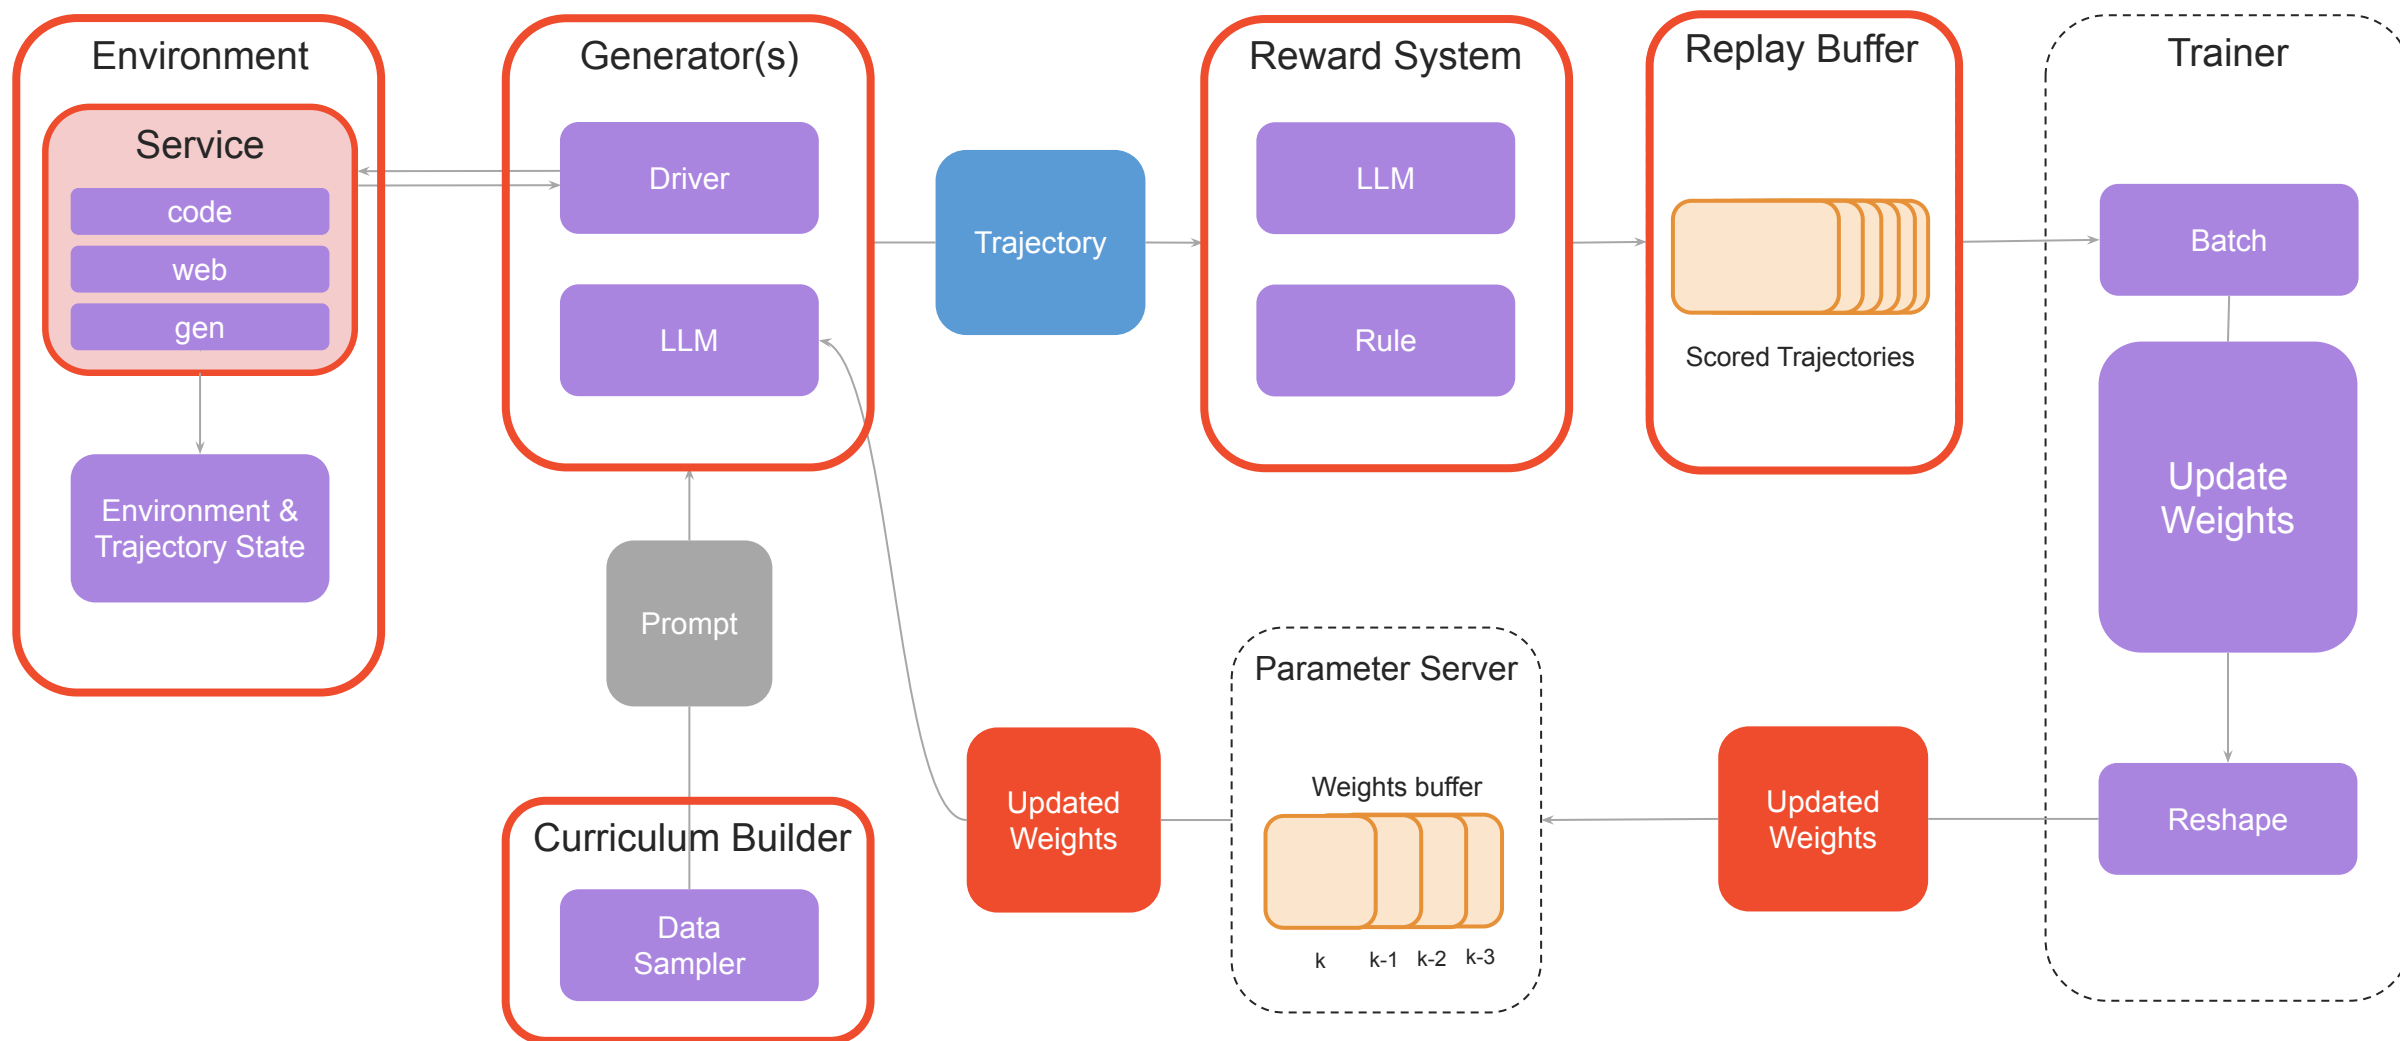 Environment
Service
code
web
gen
Environment &
Trajectory State
Generator(s)
Driver
LLM
Prompt
Curriculum Builder
Data
Sampler
Trajectory
Reward System
LLM
Rule
Replay Buffer
Scored Trajectories
Trainer
Batch
Update
Weights
Reshape
Updated
Weights
Parameter Server
Weights buffer
k
k-1
k-2
k-3
Updated
Weights